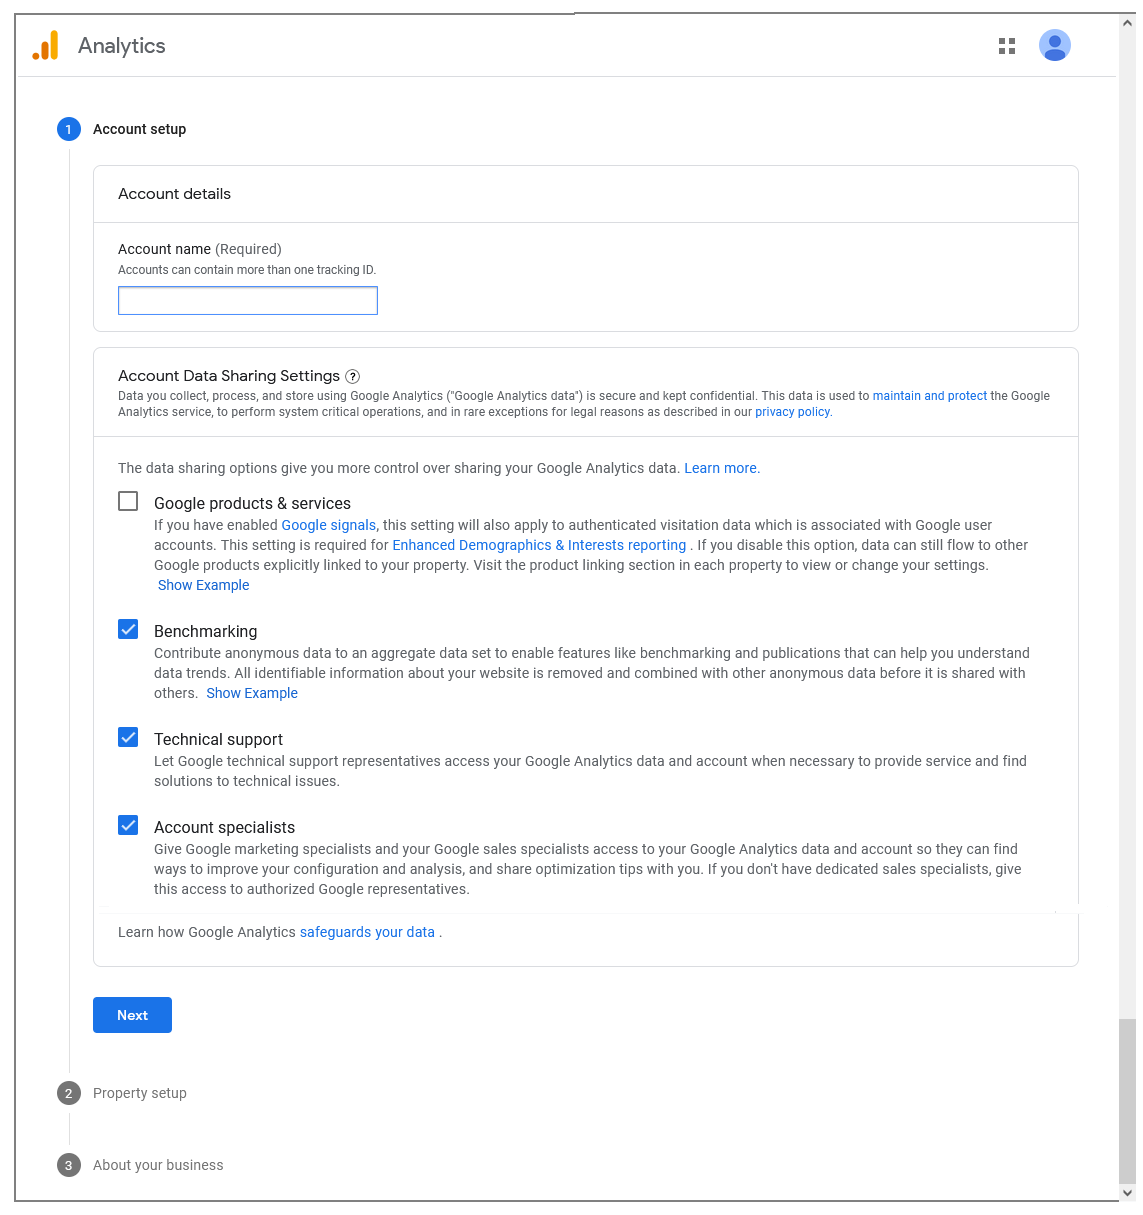 Analytics
1 Account setup
Account details
Account name (Required)
Accounts can contain more than one tracking ID.
Account Data Sharing Settings ?
Data you collect, process, and store using Google Analytics ("Google Analytics data") is secure and kept confidential. This data is used to maintain and protect the Google
Analytics service, to perform system critical operations, and in rare exceptions for legal reasons as described in our privacy policy.
The data sharing options give you more control over sharing your Google Analytics data. Learn more.
Google products & services
If you have enabled Google signals, this setting will also apply to authenticated visitation data which is associated with Google user
accounts. This setting is required for Enhanced Demographics & Interests reporting . If you disable this option, data can still flow to other
Google products explicitly linked to your property. Visit the product linking section in each property to view or change your settings.
Show Example
Benchmarking
Contribute anonymous data to an aggregate data set to enable features like benchmarking and publications that can help you understand
data trends. All identifiable information about your website is removed and combined with other anonymous data before it is shared with
others. Show Example
Technical support
Let Google technical support representatives access your Google Analytics data and account when necessary to provide service and find
solutions to technical issues.
Account specialists
Give Google marketing specialists and your Google sales specialists access to your Google Analytics data and account so they can find
ways to improve your configuration and analysis, and share optimization tips with you. If you don't have dedicated sales specialists, give
this access to authorized Google representatives.
Learn how Google Analytics safeguards your data .
Next
2 Property setup
3 About your business